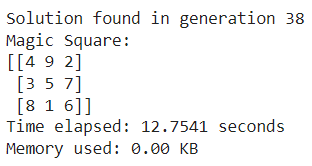 Solution found in generation 38
Magic Square:
[[4 9 2]
 [3 5 7]
 [8 1 6]]
Time elapsed: 12.7541 seconds
Memory used: 0.00 KB